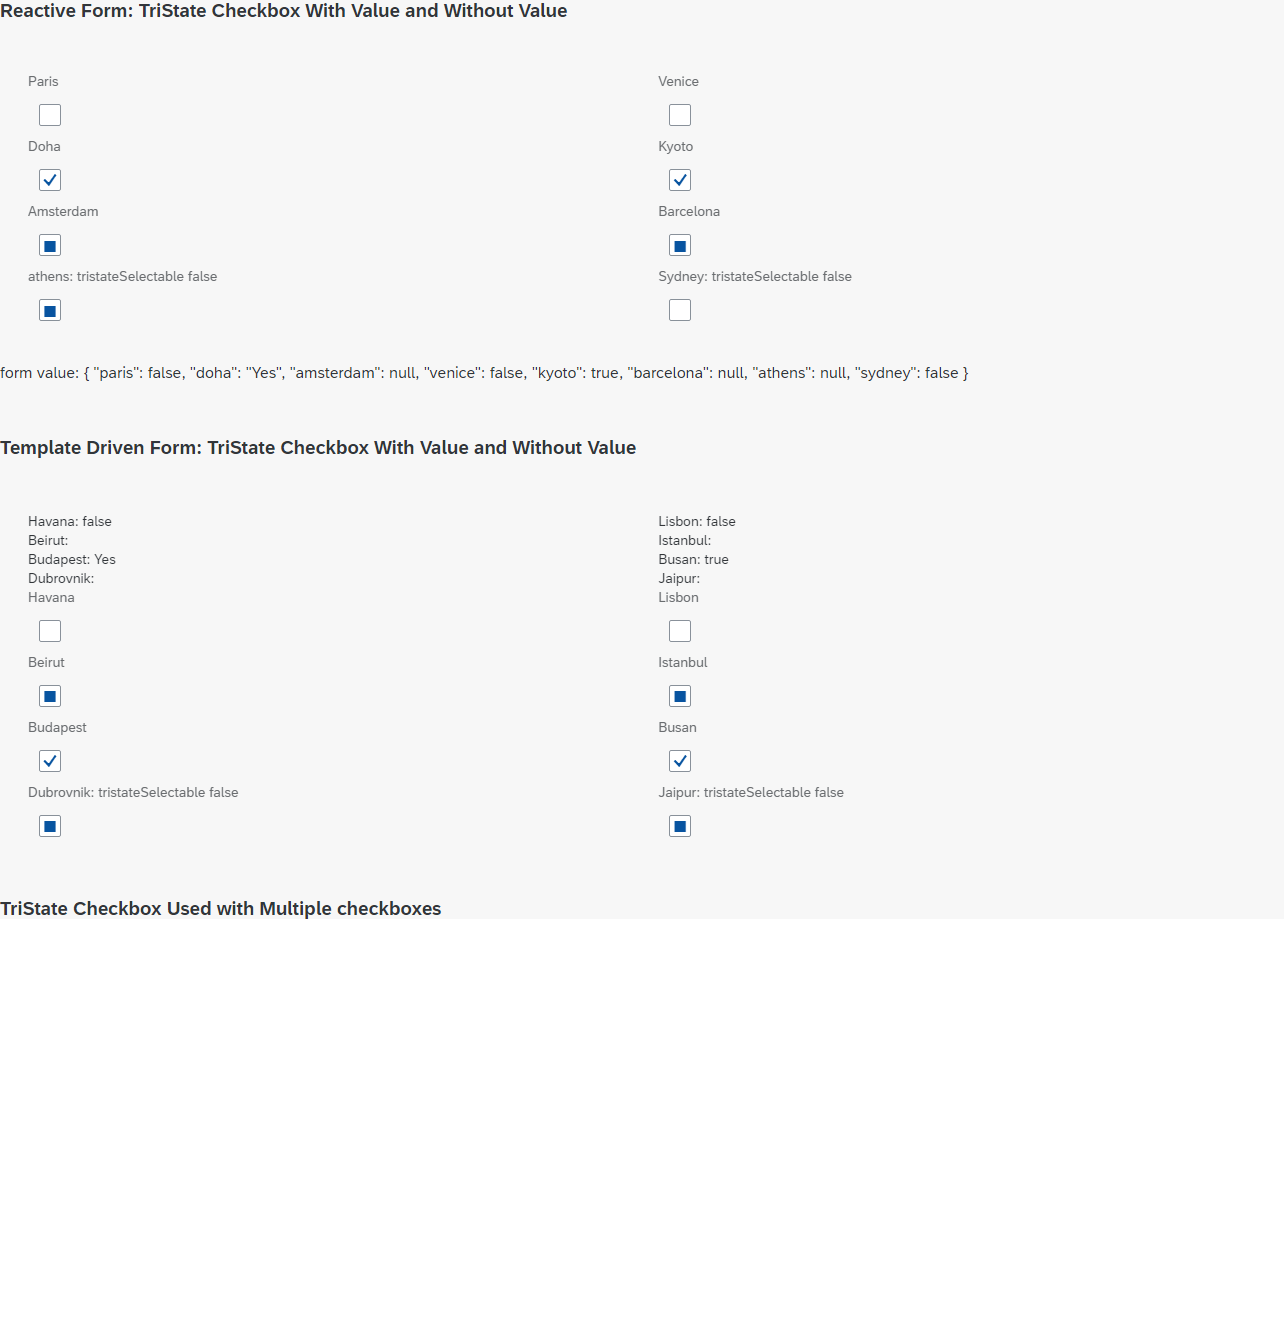 Reactive Form: TriState Checkbox With Value and Without Value
Paris
Venice
Doha
Kyoto
Amsterdam
Barcelona
athens: tristateSelectable false
Sydney: tristateSelectable false
form value: { "paris": false, "doha": "Yes", "amsterdam": null, "venice": false, "kyoto": true, "barcelona": null, "athens": null, "sydney": false }
Template Driven Form: TriState Checkbox With Value and Without Value
Havana: false
Beirut:
Budapest: Yes
Dubrovnik:
Lisbon: false
Istanbul:
Busan: true
Jaipur:
Havana
Lisbon
Beirut
Istanbul
Budapest
Busan
Dubrovnik: tristateSelectable false
Jaipur: tristateSelectable false
TriState Checkbox Used with Multiple checkboxes